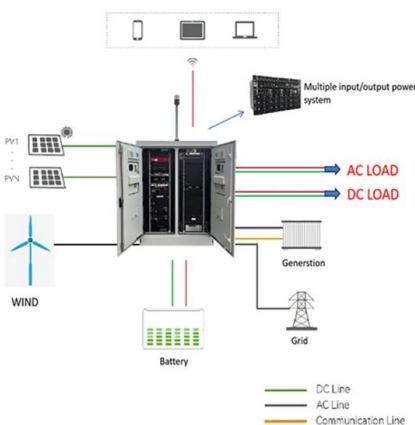 Multiple input/output power
system
PV1
PVN
AC LOAD
DC LOAD
WIND
Generstion
Battery
Grid
DC Line
AC Line
Communication Line